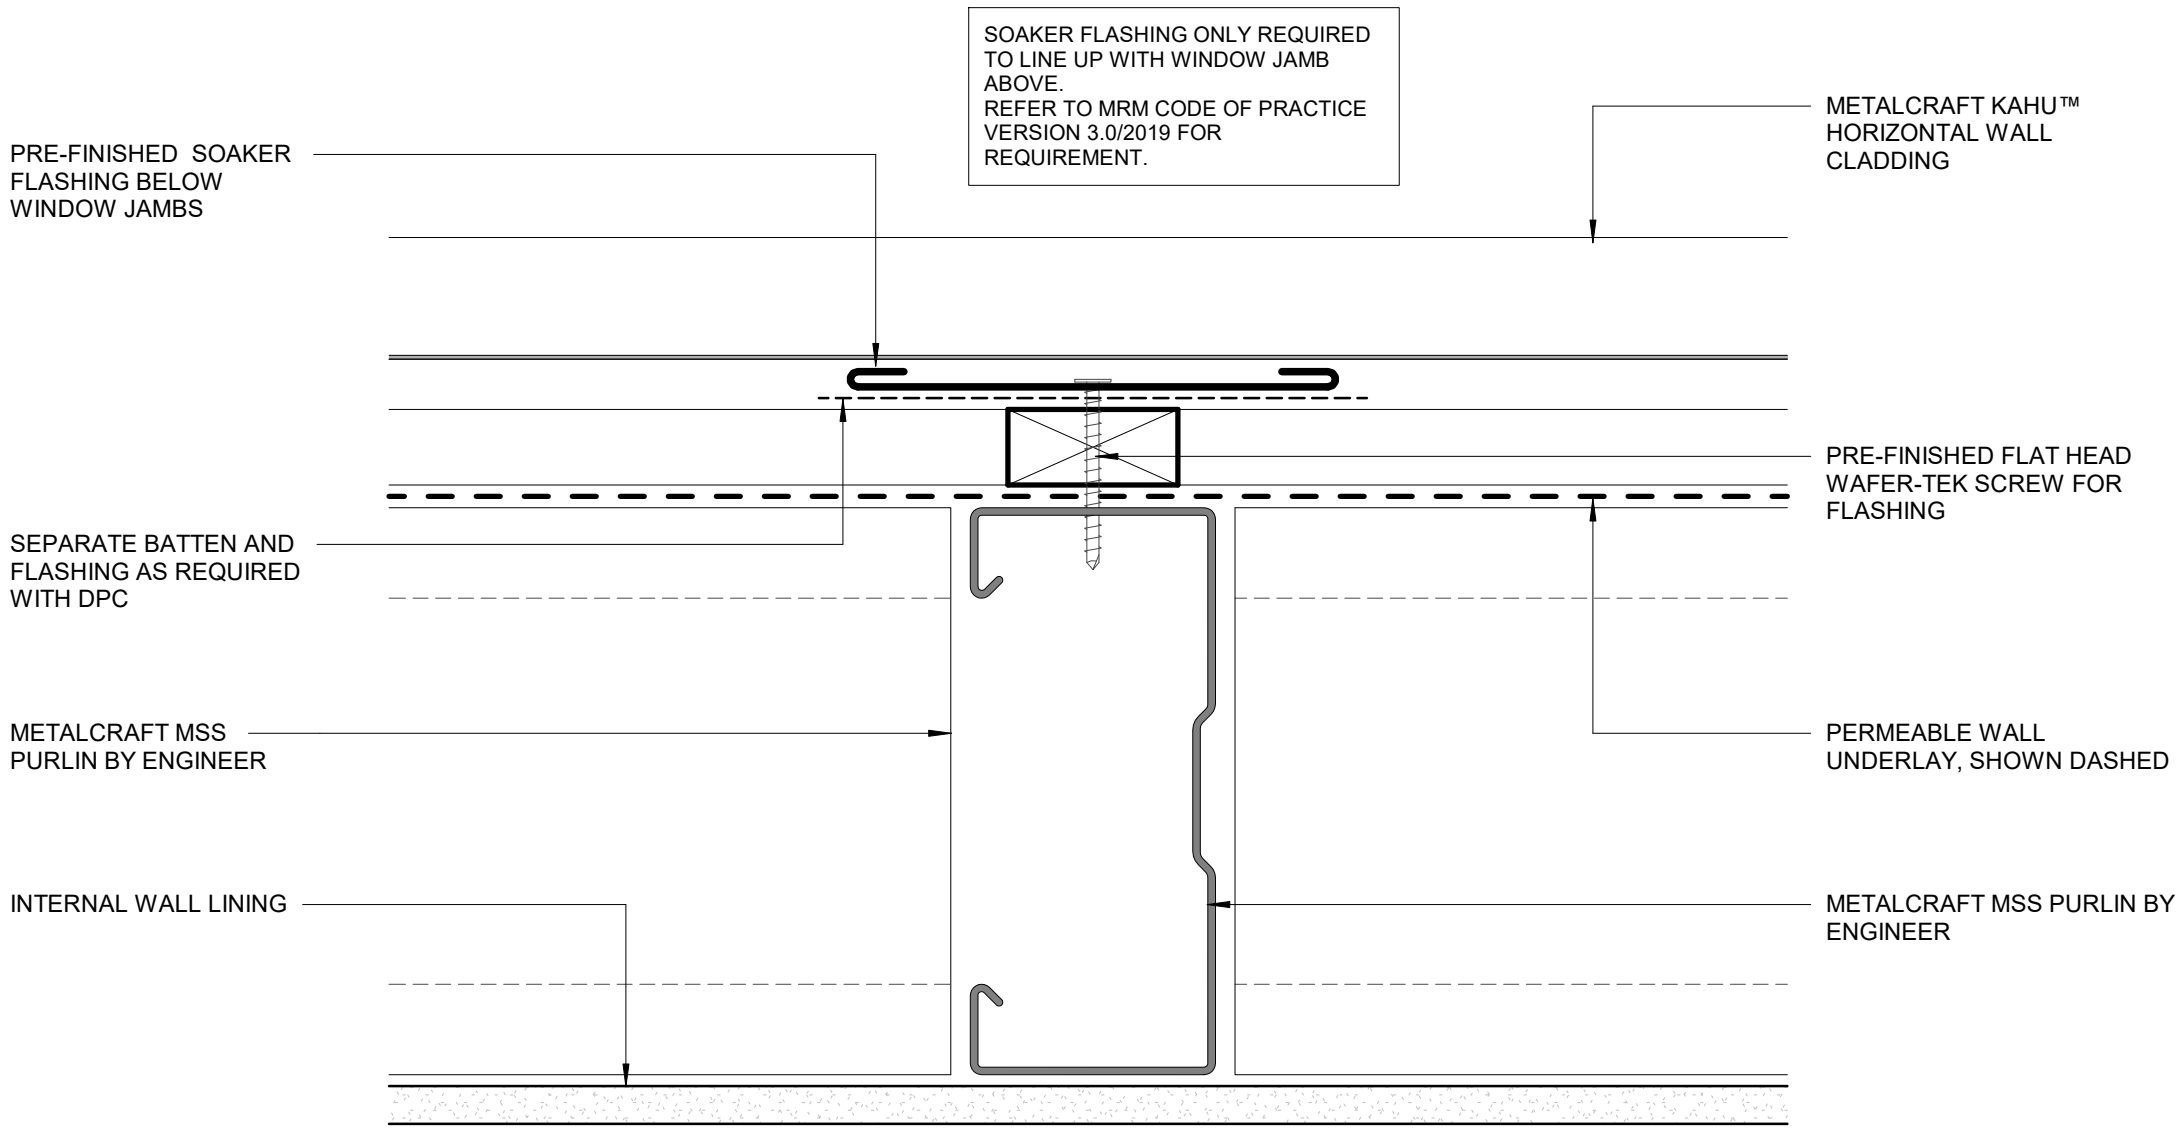 SOAKER FLASHING ONLY REQUIRED
TO LINE UP WITH WINDOW JAMB
ABOVE.
REFER TO MRM CODE OF PRACTICE
VERSION 3.0/2019 FOR
REQUIREMENT.
PRE-FINISHED SOAKER
FLASHING BELOW
WINDOW JAMBS
SEPARATE BATTEN AND
FLASHING AS REQUIRED
WITH DPC
METALCRAFT MSS
PURLIN BY ENGINEER
INTERNAL WALL LINING
METALCRAFT KAHU™
HORIZONTAL WALL
CLADDING
PRE-FINISHED FLAT HEAD
WAFER-TEK SCREW FOR
FLASHING
PERMEABLE WALL
UNDERLAY, SHOWN DASHED
METALCRAFT MSS PURLIN BY
ENGINEER